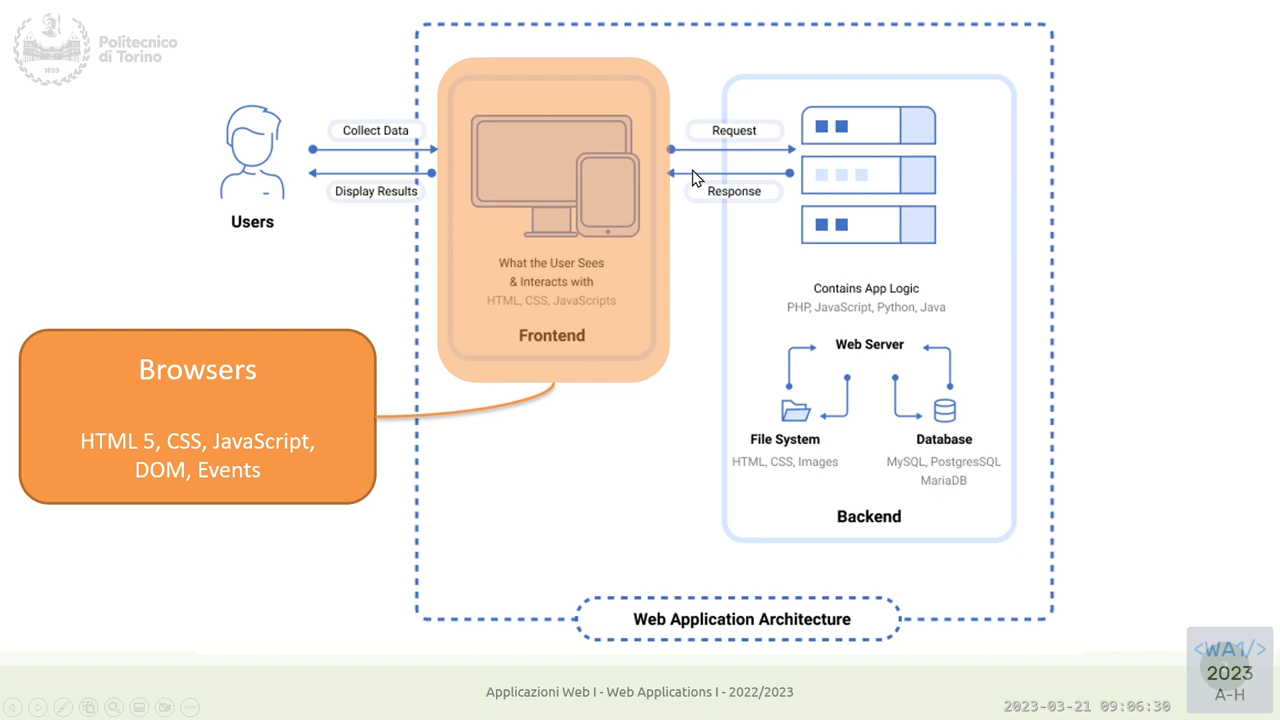 Politecnico
di Torino
1859
Collect Data
Display Results
Users
What the User Sees
& Interacts with
HTML, CSS, JavaScripts
Frontend
Request
Response
Contains App Logic
PHP, JavaScript, Python, Java
Web Server
File System
HTML, CSS, Images
Database
MySQL, PostgresSQL
MariaDB
Backend
Browsers
HTML 5, CSS, JavaScript,
DOM, Events
Web Application Architecture
Applicazioni Web I - Web Applications I - 2022/2023
<WA1/>
2023
A-H
2023-03-21 09:06:30